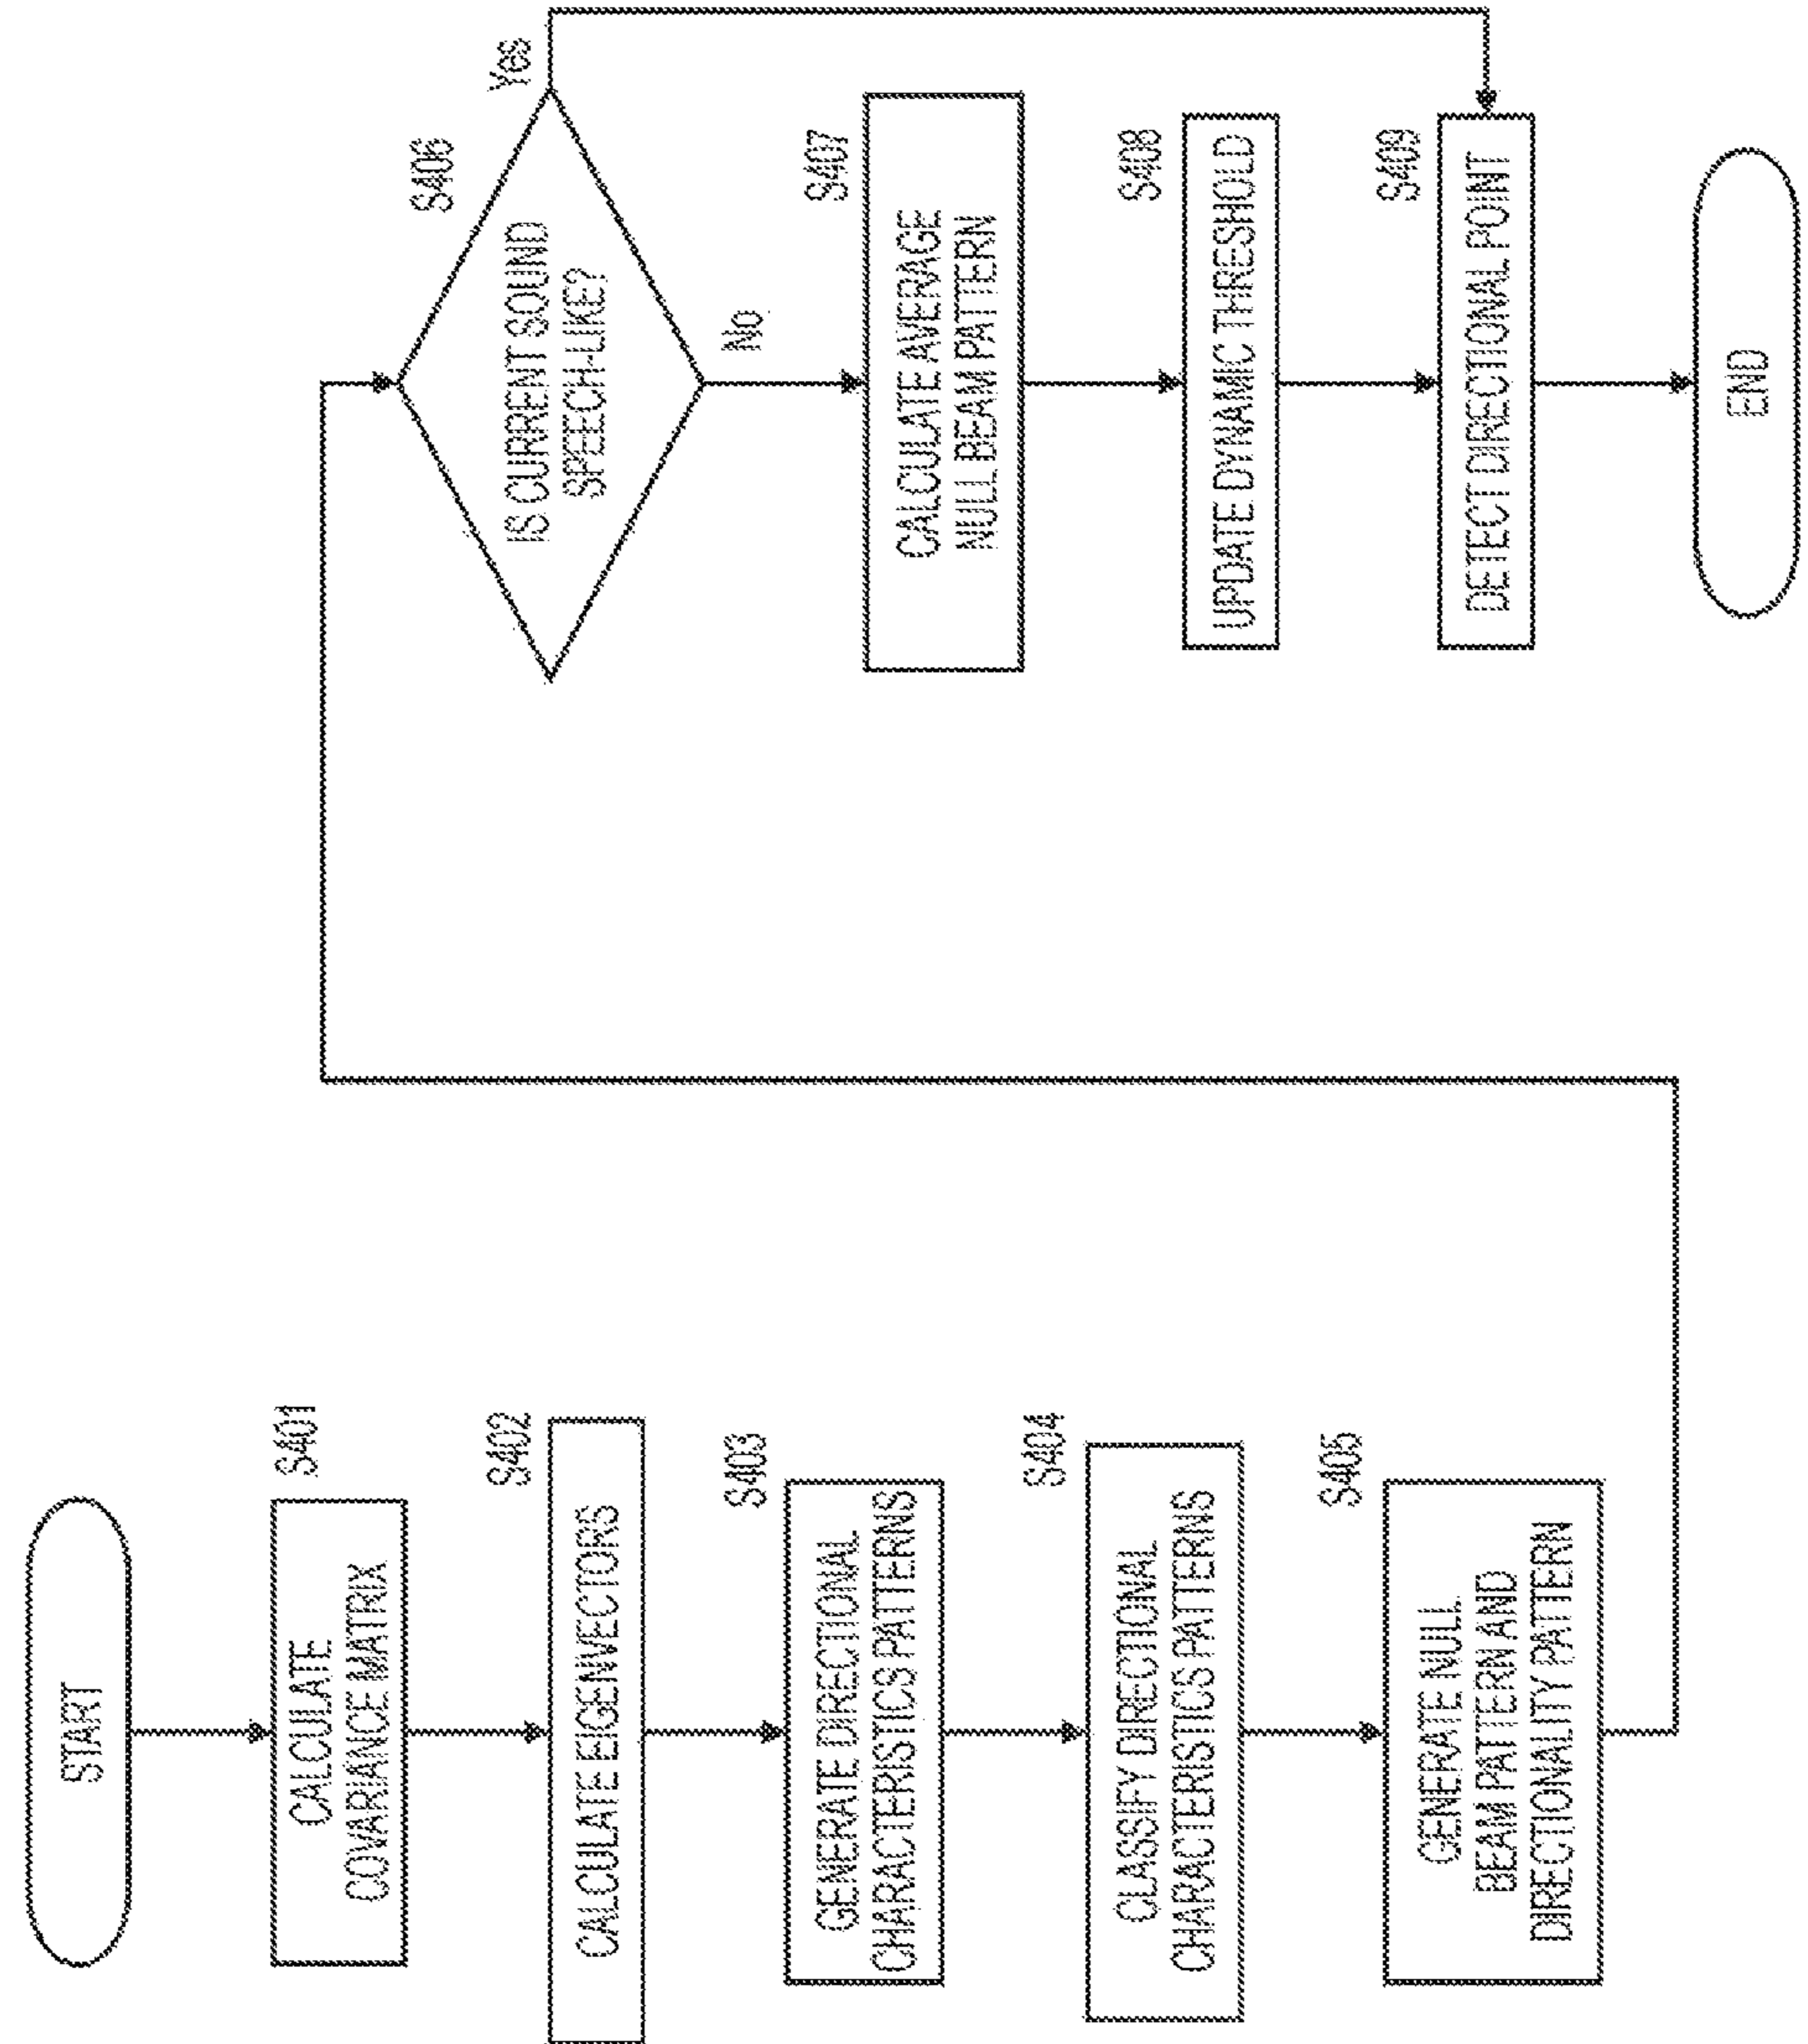 START
S401
CALCULATE
COVARIANCE MATRIX
S402
CALCULATE EIGENVECTORS
S403
GENERATE DIRECTIONAL
CHARACTERISTICS PATTERNS
S404
CLASSIFY DIRECTIONAL
CHARACTERISTICS PATTERNS
S405
GENERATE NULL
BEAM PATTERN AND
DIRECTIONALITY PATTERN
S406
IS CURRENT SOUND
SPEECH-LIKE?
Yes
No
S407
CALCULATE AVERAGE
NULL BEAM PATTERN
S408
UPDATE DYNAMIC THRESHOLD
S409
DETECT DIRECTIONAL POINT
END